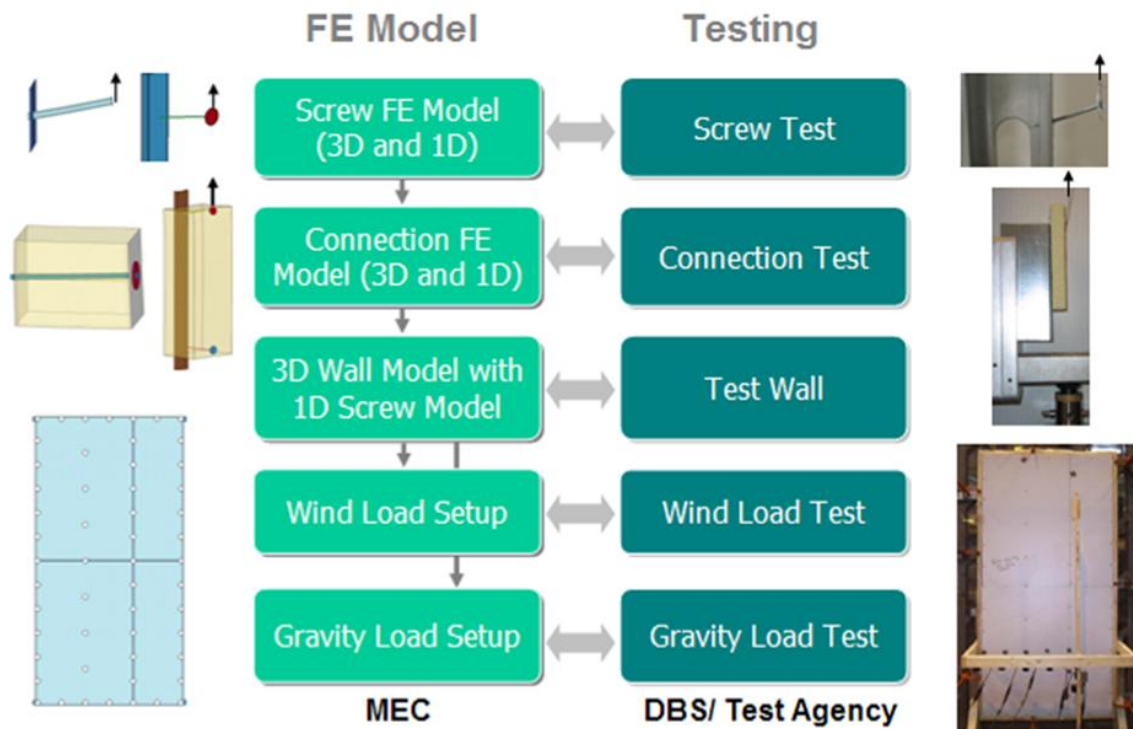 FE Model
Testing
Screw FE Model
(3D and 1D)
Screw Test
Connection FE
Model (3D and 1D)
Connection Test
3D Wall Model with
1D Screw Model
Test Wall
Wind Load Setup
Wind Load Test
Gravity Load Setup
Gravity Load Test
MEC
DBS/ Test Agency